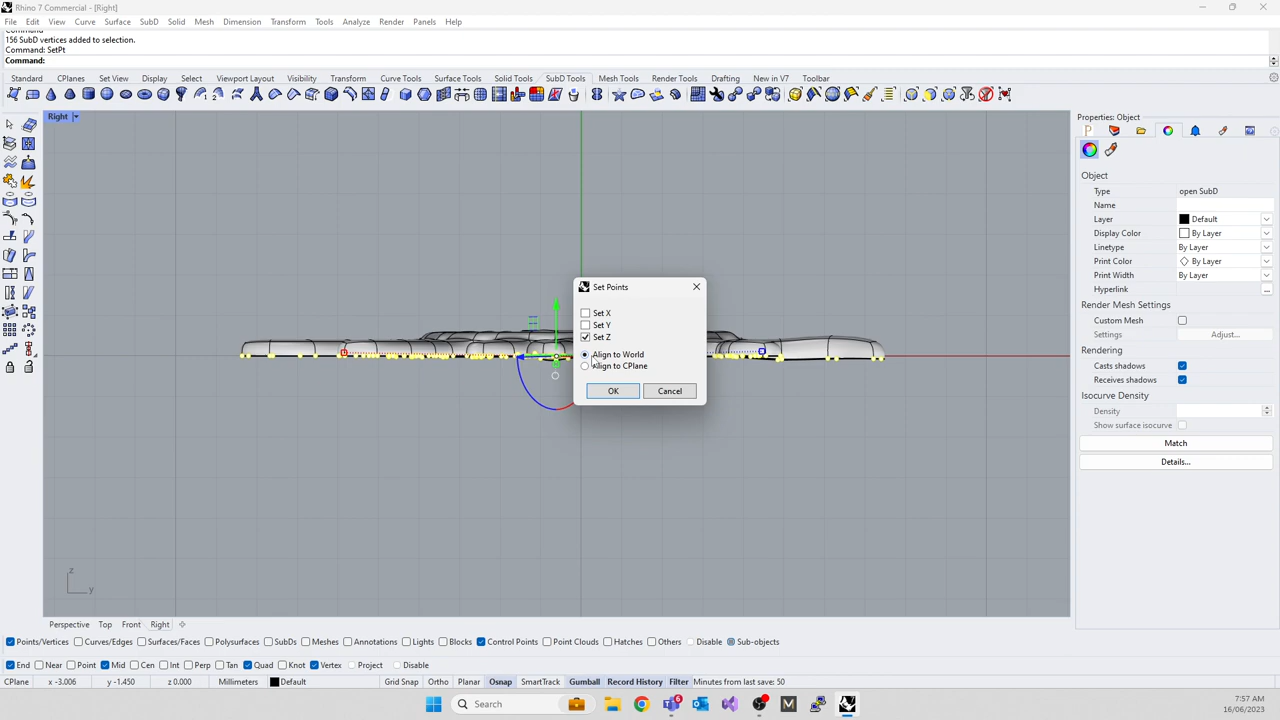 Rhino 7 Commercial - [Right]
File Edit View Curve Surface SubD Solid Mesh Dimension Transform Tools Analyze Render Panels Window Help
156 SubD vertices added to selection.
Command: SetPt
Command:
Standard CPlanes Set View Display Select Viewport Layout Visibility Transform Curve Tools Surface Tools Solid Tools SubD Tools Mesh Tools Render Tools Drafting New in V7 Toolbar
Right
Properties: Object
Object
Type open SubD
Name
Layer Default
Display Color By Layer
Linetype By Layer
Print Color By Layer
Print Width By Layer
Hyperlink ...
Render Mesh Settings
Custom Mesh
Settings Adjust...
Rendering
Casts shadows
Receives shadows
Isocurve Density
Density
Show surface isocurve
Match
Details...
Set Points
Set X
Set Y
Set Z
Align to World
Align to CPlane
OK Cancel
z
y
Perspective Top Front Right
Points/Vertices Curves/Edges Surfaces/Faces Polysurfaces SubDs Meshes Annotations Lights Blocks Control Points Point Clouds Hatches Others Disable Sub-objects
End Near Point Mid Cen Int Perp Tan Quad Knot Vertex Project Disable
CPlane x -3.006 y -1.450 z 0.000 Millimeters Default Grid Snap Ortho Planar Osnap SmartTrack Gumball Record History Filter Minutes from last save: 50
Search
6
7:57 AM
16/06/2023